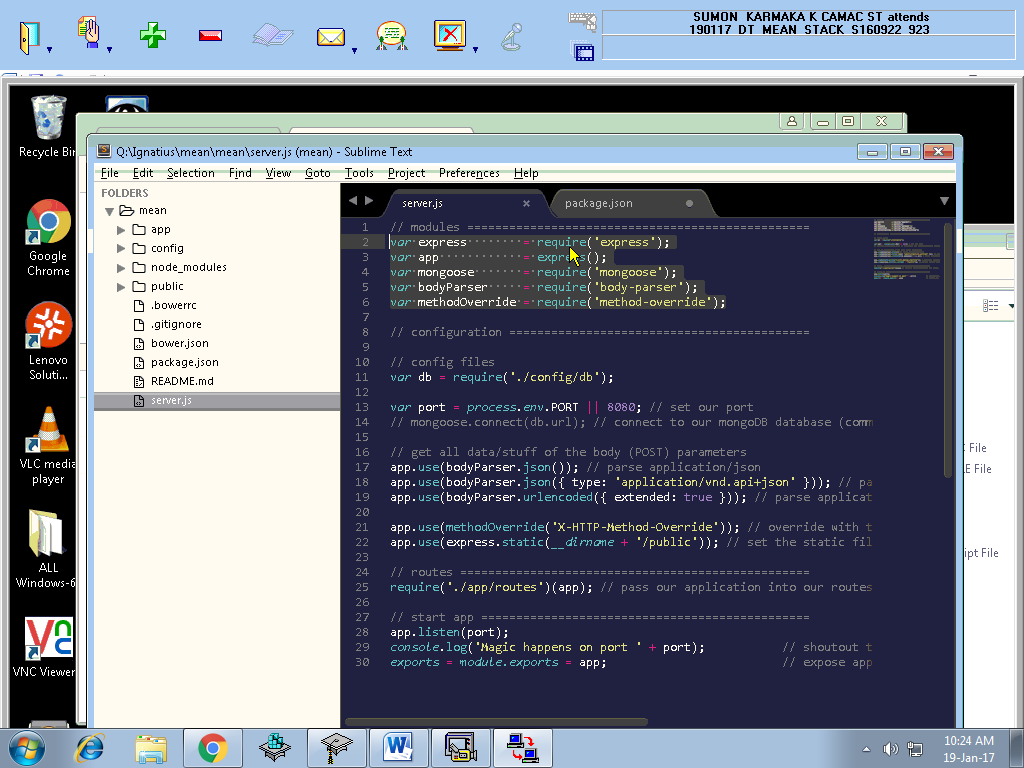 SUMON KARMAKA K CAMAC ST attends
190117 DT MEAN STACK S160922 923
Recycle Bin
Google
Chrome
Lenovo
Soluti...
VLC media
player
ALL
Windows-6
VNC Viewer
Q:\Ignatius\mean\mean\server.js (mean) - Sublime Text
File Edit Selection Find View Goto Tools Project Preferences Help
FOLDERS
mean
app
config
node_modules
public
.bowerrc
.gitignore
bower.json
package.json
README.md
server.js
server.js × package.json
1 // modules =================================================
2 var express        = require('express');
3 var app            = express();
4 var mongoose       = require('mongoose');
5 var bodyParser     = require('body-parser');
6 var methodOverride = require('method-override');
7
8 // configuration ===========================================
9
10 // config files
11 var db = require('./config/db');
12
13 var port = process.env.PORT || 8080; // set our port
14 // mongoose.connect(db.url); // connect to our mongoDB database (comm
15
16 // get all data/stuff of the body (POST) parameters
17 app.use(bodyParser.json()); // parse application/json
18 app.use(bodyParser.json({ type: 'application/vnd.api+json' })); // pa
19 app.use(bodyParser.urlencoded({ extended: true })); // parse applicat
20
21 app.use(methodOverride('X-HTTP-Method-Override')); // override with t
22 app.use(express.static(__dirname + '/public')); // set the static fil
23
24 // routes ==================================================
25 require('./app/routes')(app); // pass our application into our routes
26
27 // start app ===============================================
28 app.listen(port);
29 console.log('Magic happens on port ' + port); // shoutout t
30 exports = module.exports = app; // expose app
File
E File
ipt File
10:24 AM
19-Jan-17